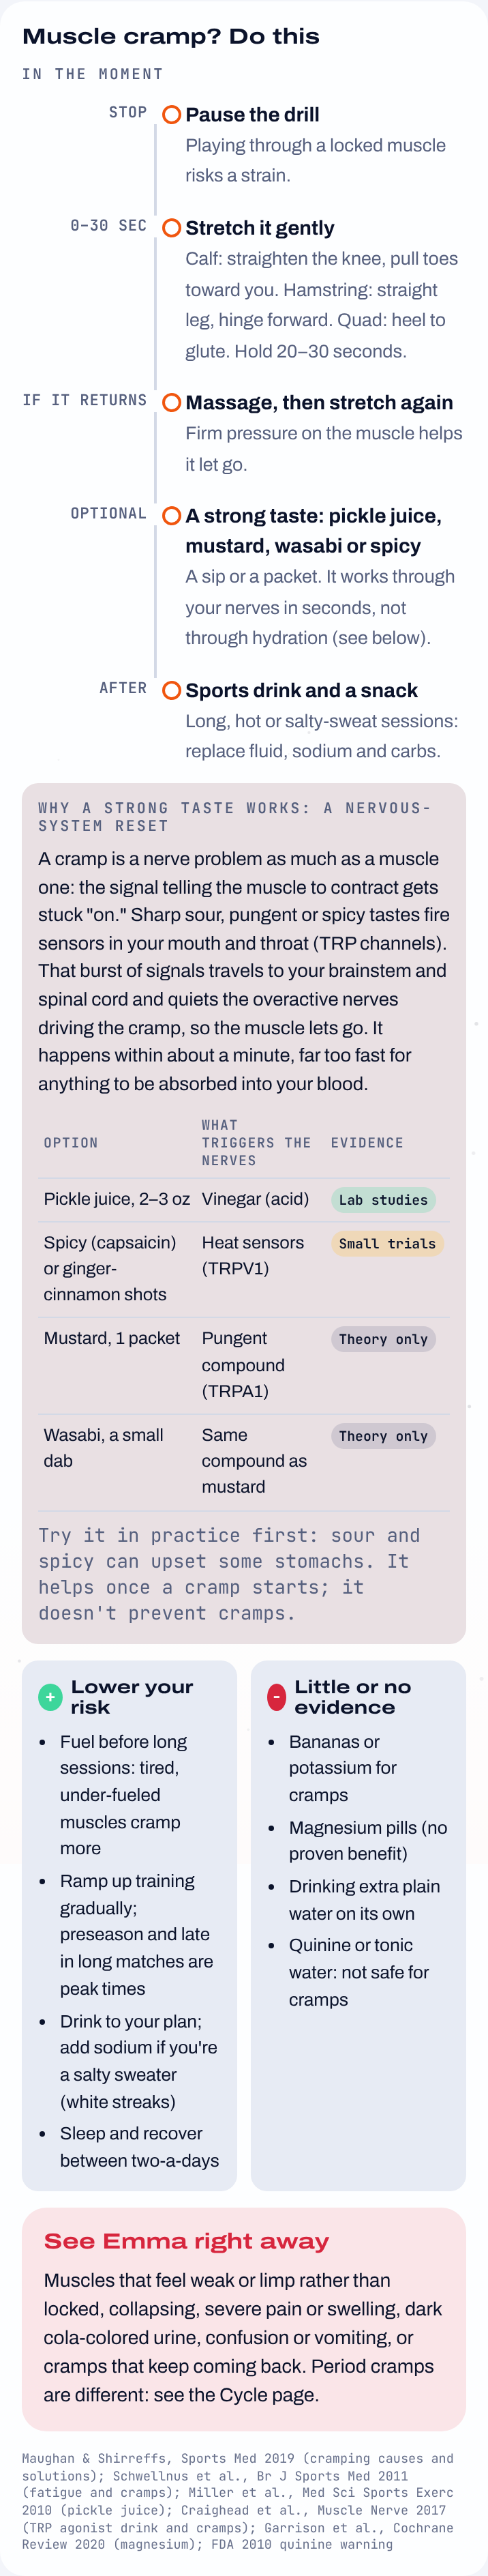 Muscle cramp? Do this
IN THE MOMENT
STOP
Pause the drill
Playing through a locked muscle
risks a strain.
0–30 SEC
Stretch it gently
Calf: straighten the knee, pull toes
toward you. Hamstring: straight
leg, hinge forward. Quad: heel to
glute. Hold 20–30 seconds.
IF IT RETURNS
Massage, then stretch again
Firm pressure on the muscle helps
it let go.
OPTIONAL
A strong taste: pickle juice,
mustard, wasabi or spicy
A sip or a packet. It works through
your nerves in seconds, not
through hydration (see below).
AFTER
Sports drink and a snack
Long, hot or salty-sweat sessions:
replace fluid, sodium and carbs.
WHY A STRONG TASTE WORKS: A NERVOUS-
SYSTEM RESET
A cramp is a nerve problem as much as a muscle
one: the signal telling the muscle to contract gets
stuck "on." Sharp sour, pungent or spicy tastes fire
sensors in your mouth and throat (TRP channels).
That burst of signals travels to your brainstem and
spinal cord and quiets the overactive nerves
driving the cramp, so the muscle lets go. It
happens within about a minute, far too fast for
anything to be absorbed into your blood.
OPTION
WHAT
TRIGGERS THE
NERVES
EVIDENCE
Pickle juice, 2–3 oz
Vinegar (acid)
Lab studies
Spicy (capsaicin)
or ginger-
cinnamon shots
Heat sensors
(TRPV1)
Small trials
Mustard, 1 packet
Pungent
compound
(TRPA1)
Theory only
Wasabi, a small
dab
Same
compound as
mustard
Theory only
Try it in practice first: sour and
spicy can upset some stomachs. It
helps once a cramp starts; it
doesn't prevent cramps.
+
Lower your
risk
• Fuel before long
sessions: tired,
under-fueled
muscles cramp
more
• Ramp up training
gradually;
preseason and late
in long matches are
peak times
• Drink to your plan;
add sodium if you're
a salty sweater
(white streaks)
• Sleep and recover
between two-a-days
-
Little or no
evidence
• Bananas or
potassium for
cramps
• Magnesium pills (no
proven benefit)
• Drinking extra plain
water on its own
• Quinine or tonic
water: not safe for
cramps
See Emma right away
Muscles that feel weak or limp rather than
locked, collapsing, severe pain or swelling, dark
cola-colored urine, confusion or vomiting, or
cramps that keep coming back. Period cramps
are different: see the Cycle page.
Maughan & Shirreffs, Sports Med 2019 (cramping causes and
solutions); Schwellnus et al., Br J Sports Med 2011
(fatigue and cramps); Miller et al., Med Sci Sports Exerc
2010 (pickle juice); Craighead et al., Muscle Nerve 2017
(TRP agonist drink and cramps); Garrison et al., Cochrane
Review 2020 (magnesium); FDA 2010 quinine warning